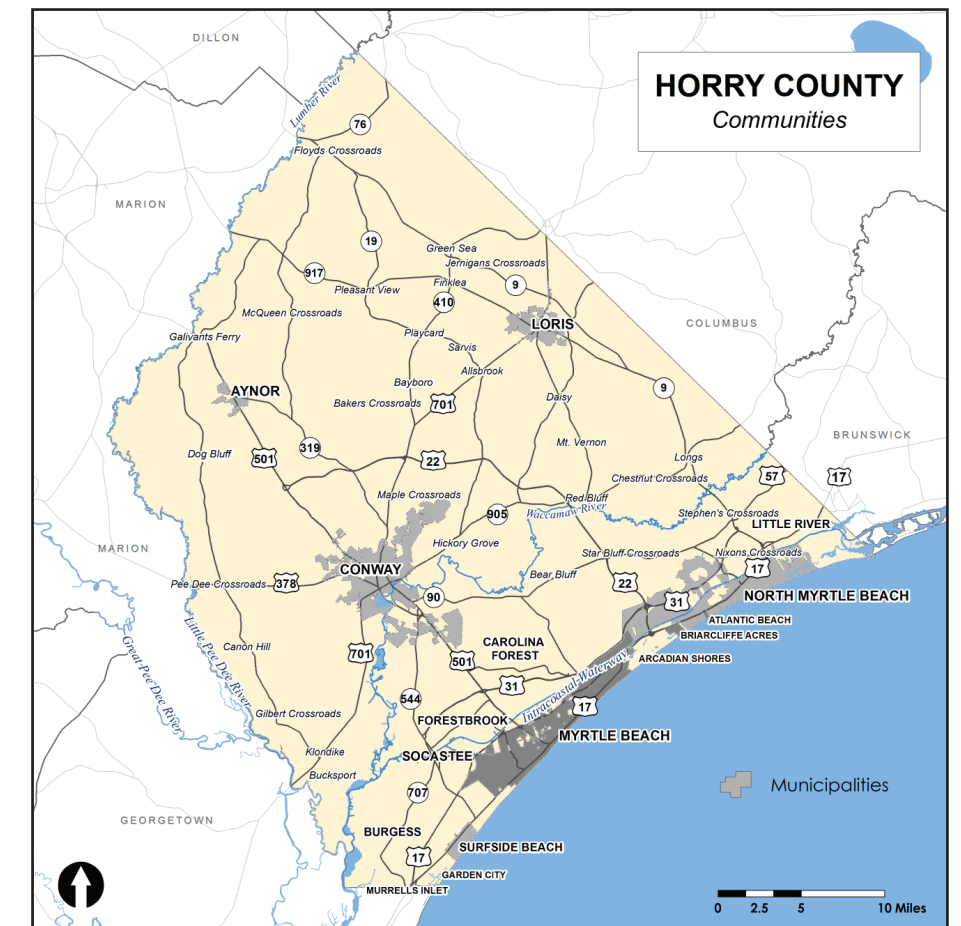 DILLON
HORRY COUNTY
Communities
Lumber River
76
Floyds Crossroads
MARION
19
Green Sea
Jernigans Crossroads
917
Finklea
9
Pleasant View
410
McQueen Crossroads
LORIS
COLUMBUS
Galivants Ferry
Playcard
Sarvis
Allsbrook
Bayboro
9
AYNOR
Daisy
Bakers Crossroads
701
BRUNSWICK
Mt. Vernon
319
Dog Bluff
501
22
Longs
57
17
Chestnut Crossroads
Maple Crossroads
Red Bluff
905
Waccamaw River
Stephen's Crossroads
LITTLE RIVER
Hickory Grove
MARION
Star Bluff Crossroads
Nixons Crossroads
17
CONWAY
Bear Bluff
Pee Dee Crossroads
378
22
90
31
NORTH MYRTLE BEACH
ATLANTIC BEACH
BRIARCLIFFE ACRES
Little Pee Dee River
Great Pee Dee River
Canon Hill
701
CAROLINA
FOREST
501
ARCADIAN SHORES
Intracoastal Waterway
31
544
17
Gilbert Crossroads
FORESTBROOK
MYRTLE BEACH
Klondike
SOCASTEE
Bucksport
Municipalities
707
GEORGETOWN
BURGESS
SURFSIDE BEACH
17
GARDEN CITY
MURRELLS INLET
0 2.5 5 10 Miles